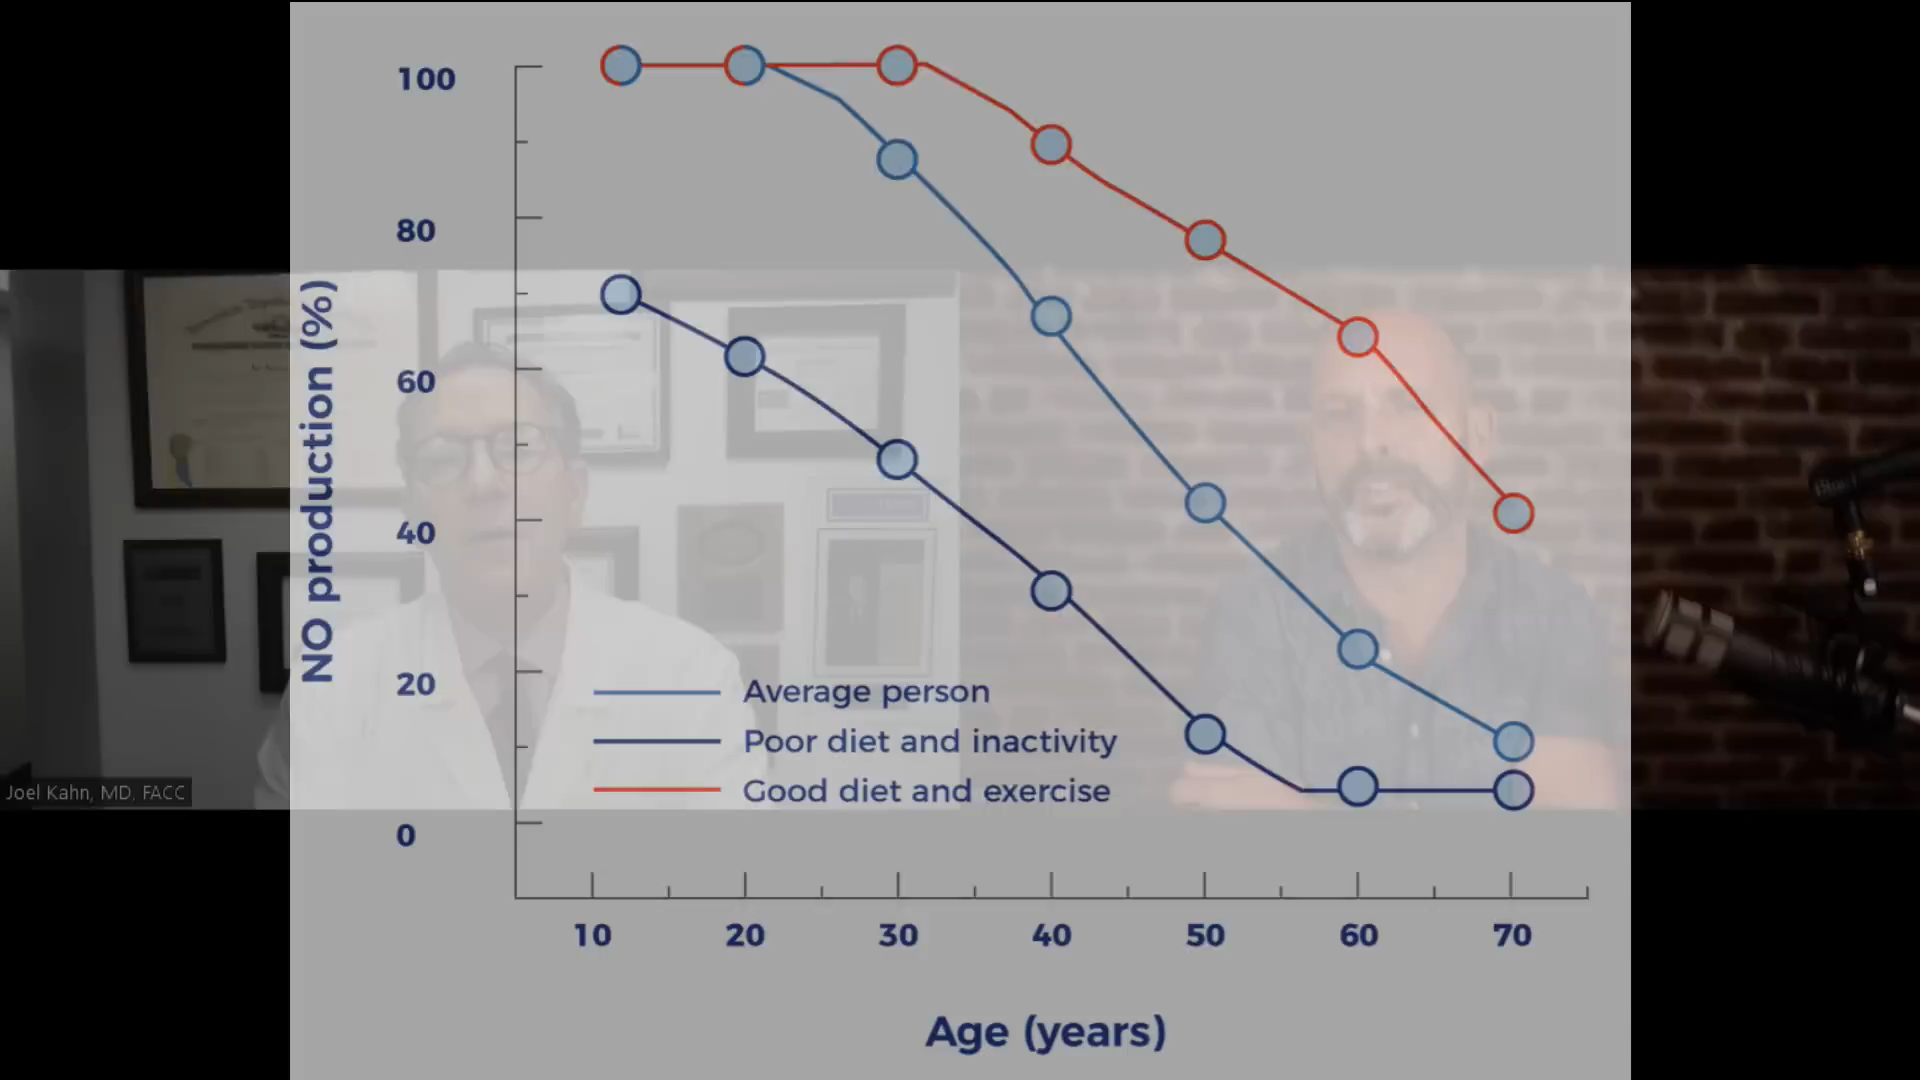 100
80
60
40
20
0
NO production (%)
Average person
Poor diet and inactivity
Good diet and exercise
10 20 30 40 50 60 70
Age (years)
Joel Kahn, MD, FACC